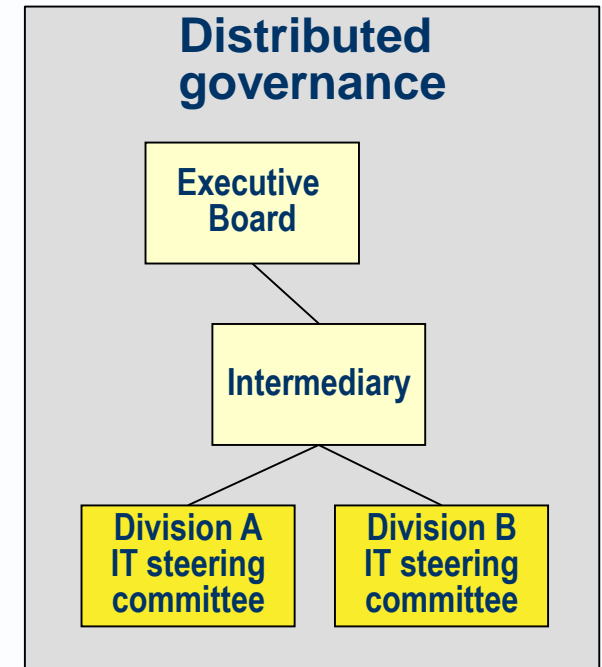 Distributed
governance
Executive
Board
Intermediary
Division A
IT steering
committee
Division B
IT steering
committee